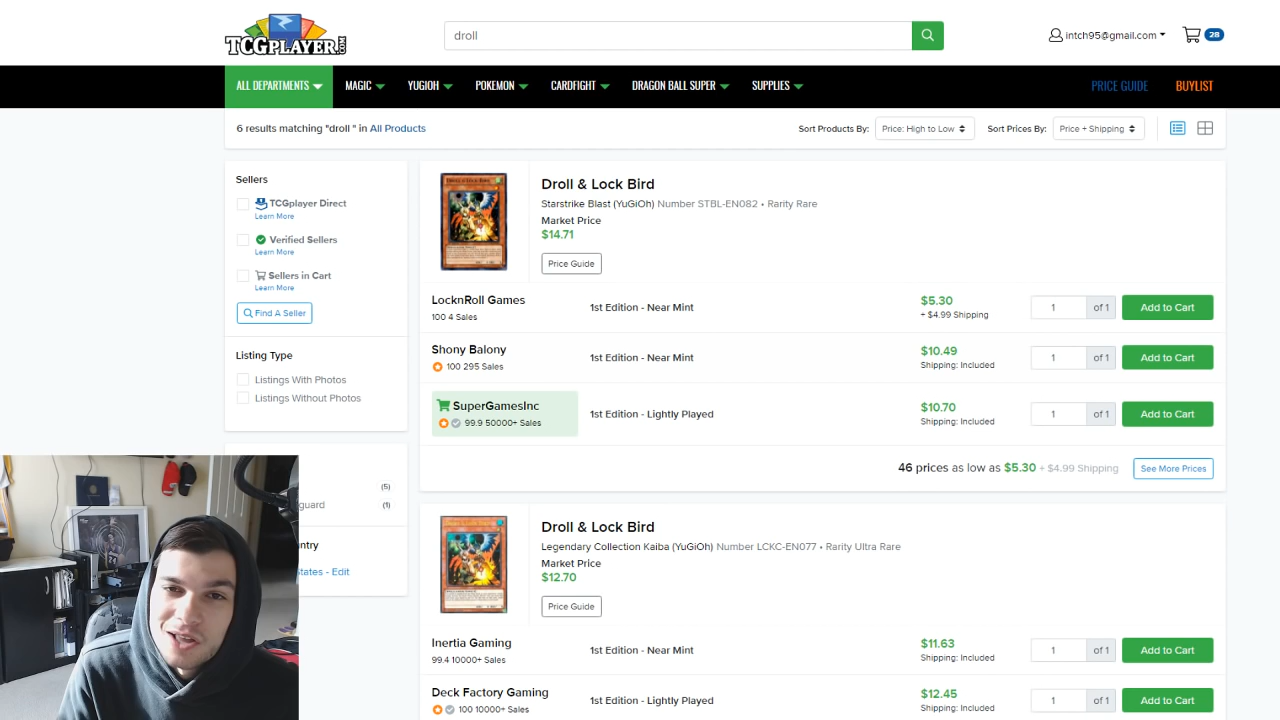 TCGPLAYER.COM
droll
intch95@gmail.com
28
ALL DEPARTMENTS MAGIC YUGIOH POKEMON CARDFIGHT DRAGON BALL SUPER SUPPLIES PRICE GUIDE BUYLIST
6 results matching "droll " in All Products
Sort Products By: Price: High to Low Sort Prices By: Price + Shipping
Sellers
TCGplayer Direct
Learn More
Verified Sellers
Learn More
Sellers in Cart
Learn More
Find A Seller
Listing Type
Listings With Photos
Listings Without Photos
(5)
guard (1)
ntry
States - Edit
Droll & Lock Bird
Starstrike Blast (YuGiOh) Number STBL-EN082 • Rarity Rare
Market Price
$14.71
Price Guide
LocknRoll Games
100 4 Sales
1st Edition - Near Mint
$5.30
+ $4.99 Shipping
1 of 1 Add to Cart
Shony Balony
100 295 Sales
1st Edition - Near Mint
$10.49
Shipping: Included
1 of 1 Add to Cart
SuperGamesInc
99.9 50000+ Sales
1st Edition - Lightly Played
$10.70
Shipping: Included
1 of 1 Add to Cart
46 prices as low as $5.30 + $4.99 Shipping See More Prices
Droll & Lock Bird
Legendary Collection Kaiba (YuGiOh) Number LCKC-EN077 • Rarity Ultra Rare
Market Price
$12.70
Price Guide
Inertia Gaming
99.4 10000+ Sales
1st Edition - Near Mint
$11.63
Shipping: Included
1 of 1 Add to Cart
Deck Factory Gaming
100 10000+ Sales
1st Edition - Lightly Played
$12.45
Shipping: Included
1 of 1 Add to Cart